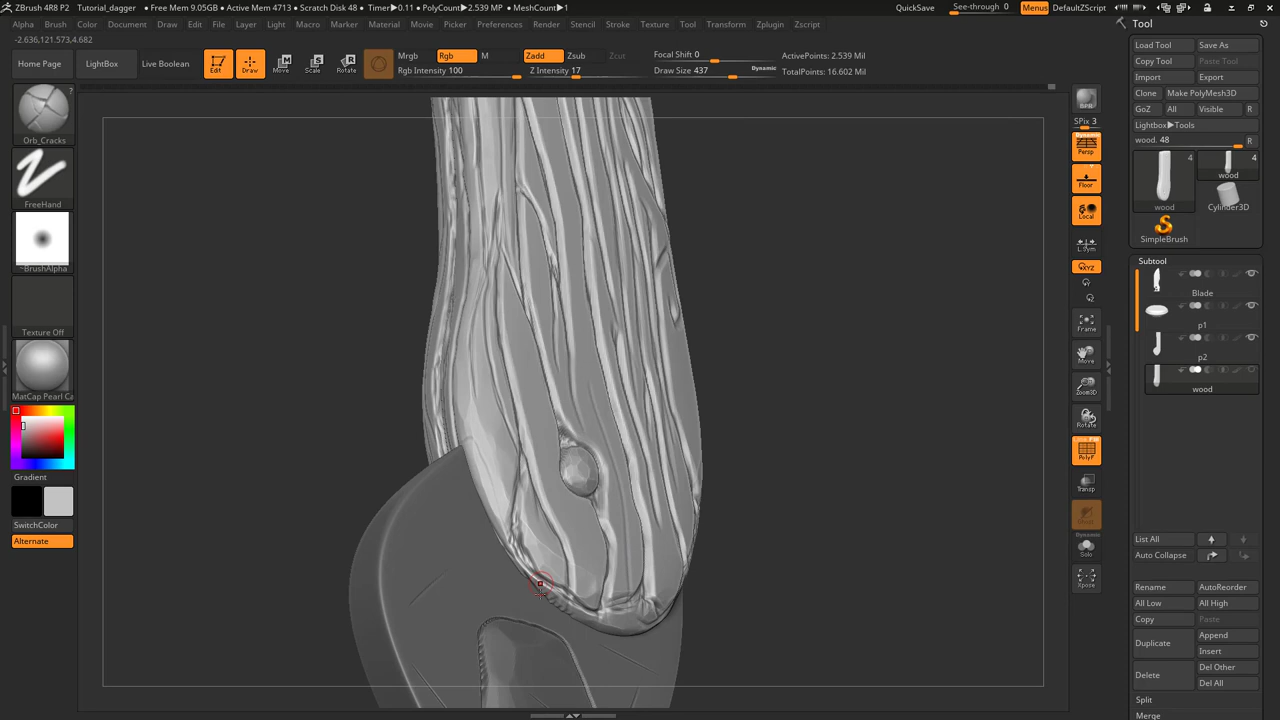 ZBrush 4R8 P2 Tutorial_dagger ● Free Mem 9.05GB ● Active Mem 4713 ● Scratch Disk 48 ● Timer▶0.11 ● PolyCount▶2.539 MP ● MeshCount▶1
QuickSave See-through 0 Menus DefaultZScript
Alpha Brush Color Document Draw Edit File Layer Light Macro Marker Material Movie Picker Preferences Render Stencil Stroke Texture Tool Transform Zplugin Zscript
-2.636,121.573,4.682
Home Page LightBox Live Boolean
Edit Draw Move Scale Rotate
Mrgb Rgb M
Rgb Intensity 100
Zadd Zsub Zcut
Z Intensity 17
Focal Shift 0
Draw Size 437 Dynamic
ActivePoints: 2.539 Mil
TotalPoints: 16.602 Mil
?
Orb_Cracks
FreeHand
~BrushAlpha
Texture Off
MatCap Pearl Ca
Gradient
SwitchColor
Alternate
BPR
SPix 3
Dynamic
Persp
Floor
Local
L.Sym
XYZ
Frame
Move
Zoom3D
Rotate
PolyF
Transp
Dynamic
Solo
Xpose
Tool
Load Tool Save As
Copy Tool Paste Tool
Import Export
Clone Make PolyMesh3D
GoZ All Visible R
Lightbox▶Tools
wood. 48 R
4
wood
4
wood
Cylinder3D
SimpleBrush
Subtool
Blade
p1
p2
wood
List All
Auto Collapse
Rename AutoReorder
All Low All High
Copy Paste
Duplicate Append
Insert
Delete Del Other
Del All
Split
Merge